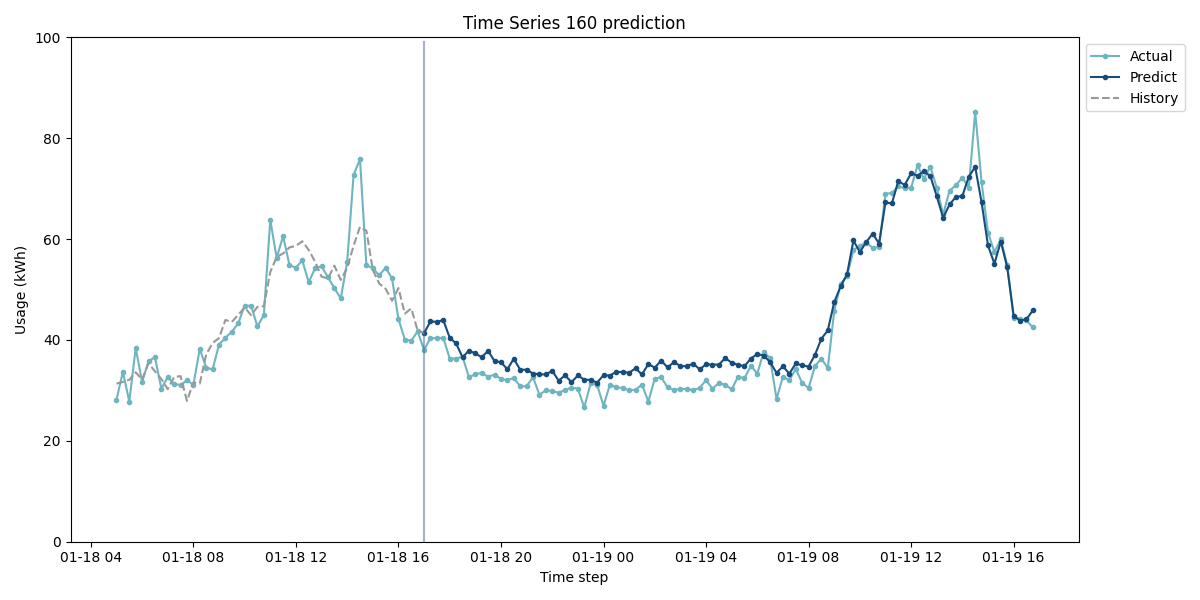 Time Series 160 prediction
100
80
60
40
20
0
Usage (kWh)
01-18 04
01-18 08
01-18 12
01-18 16
01-18 20
01-19 00
01-19 04
01-19 08
01-19 12
01-19 16
Time step
Actual
Predict
History